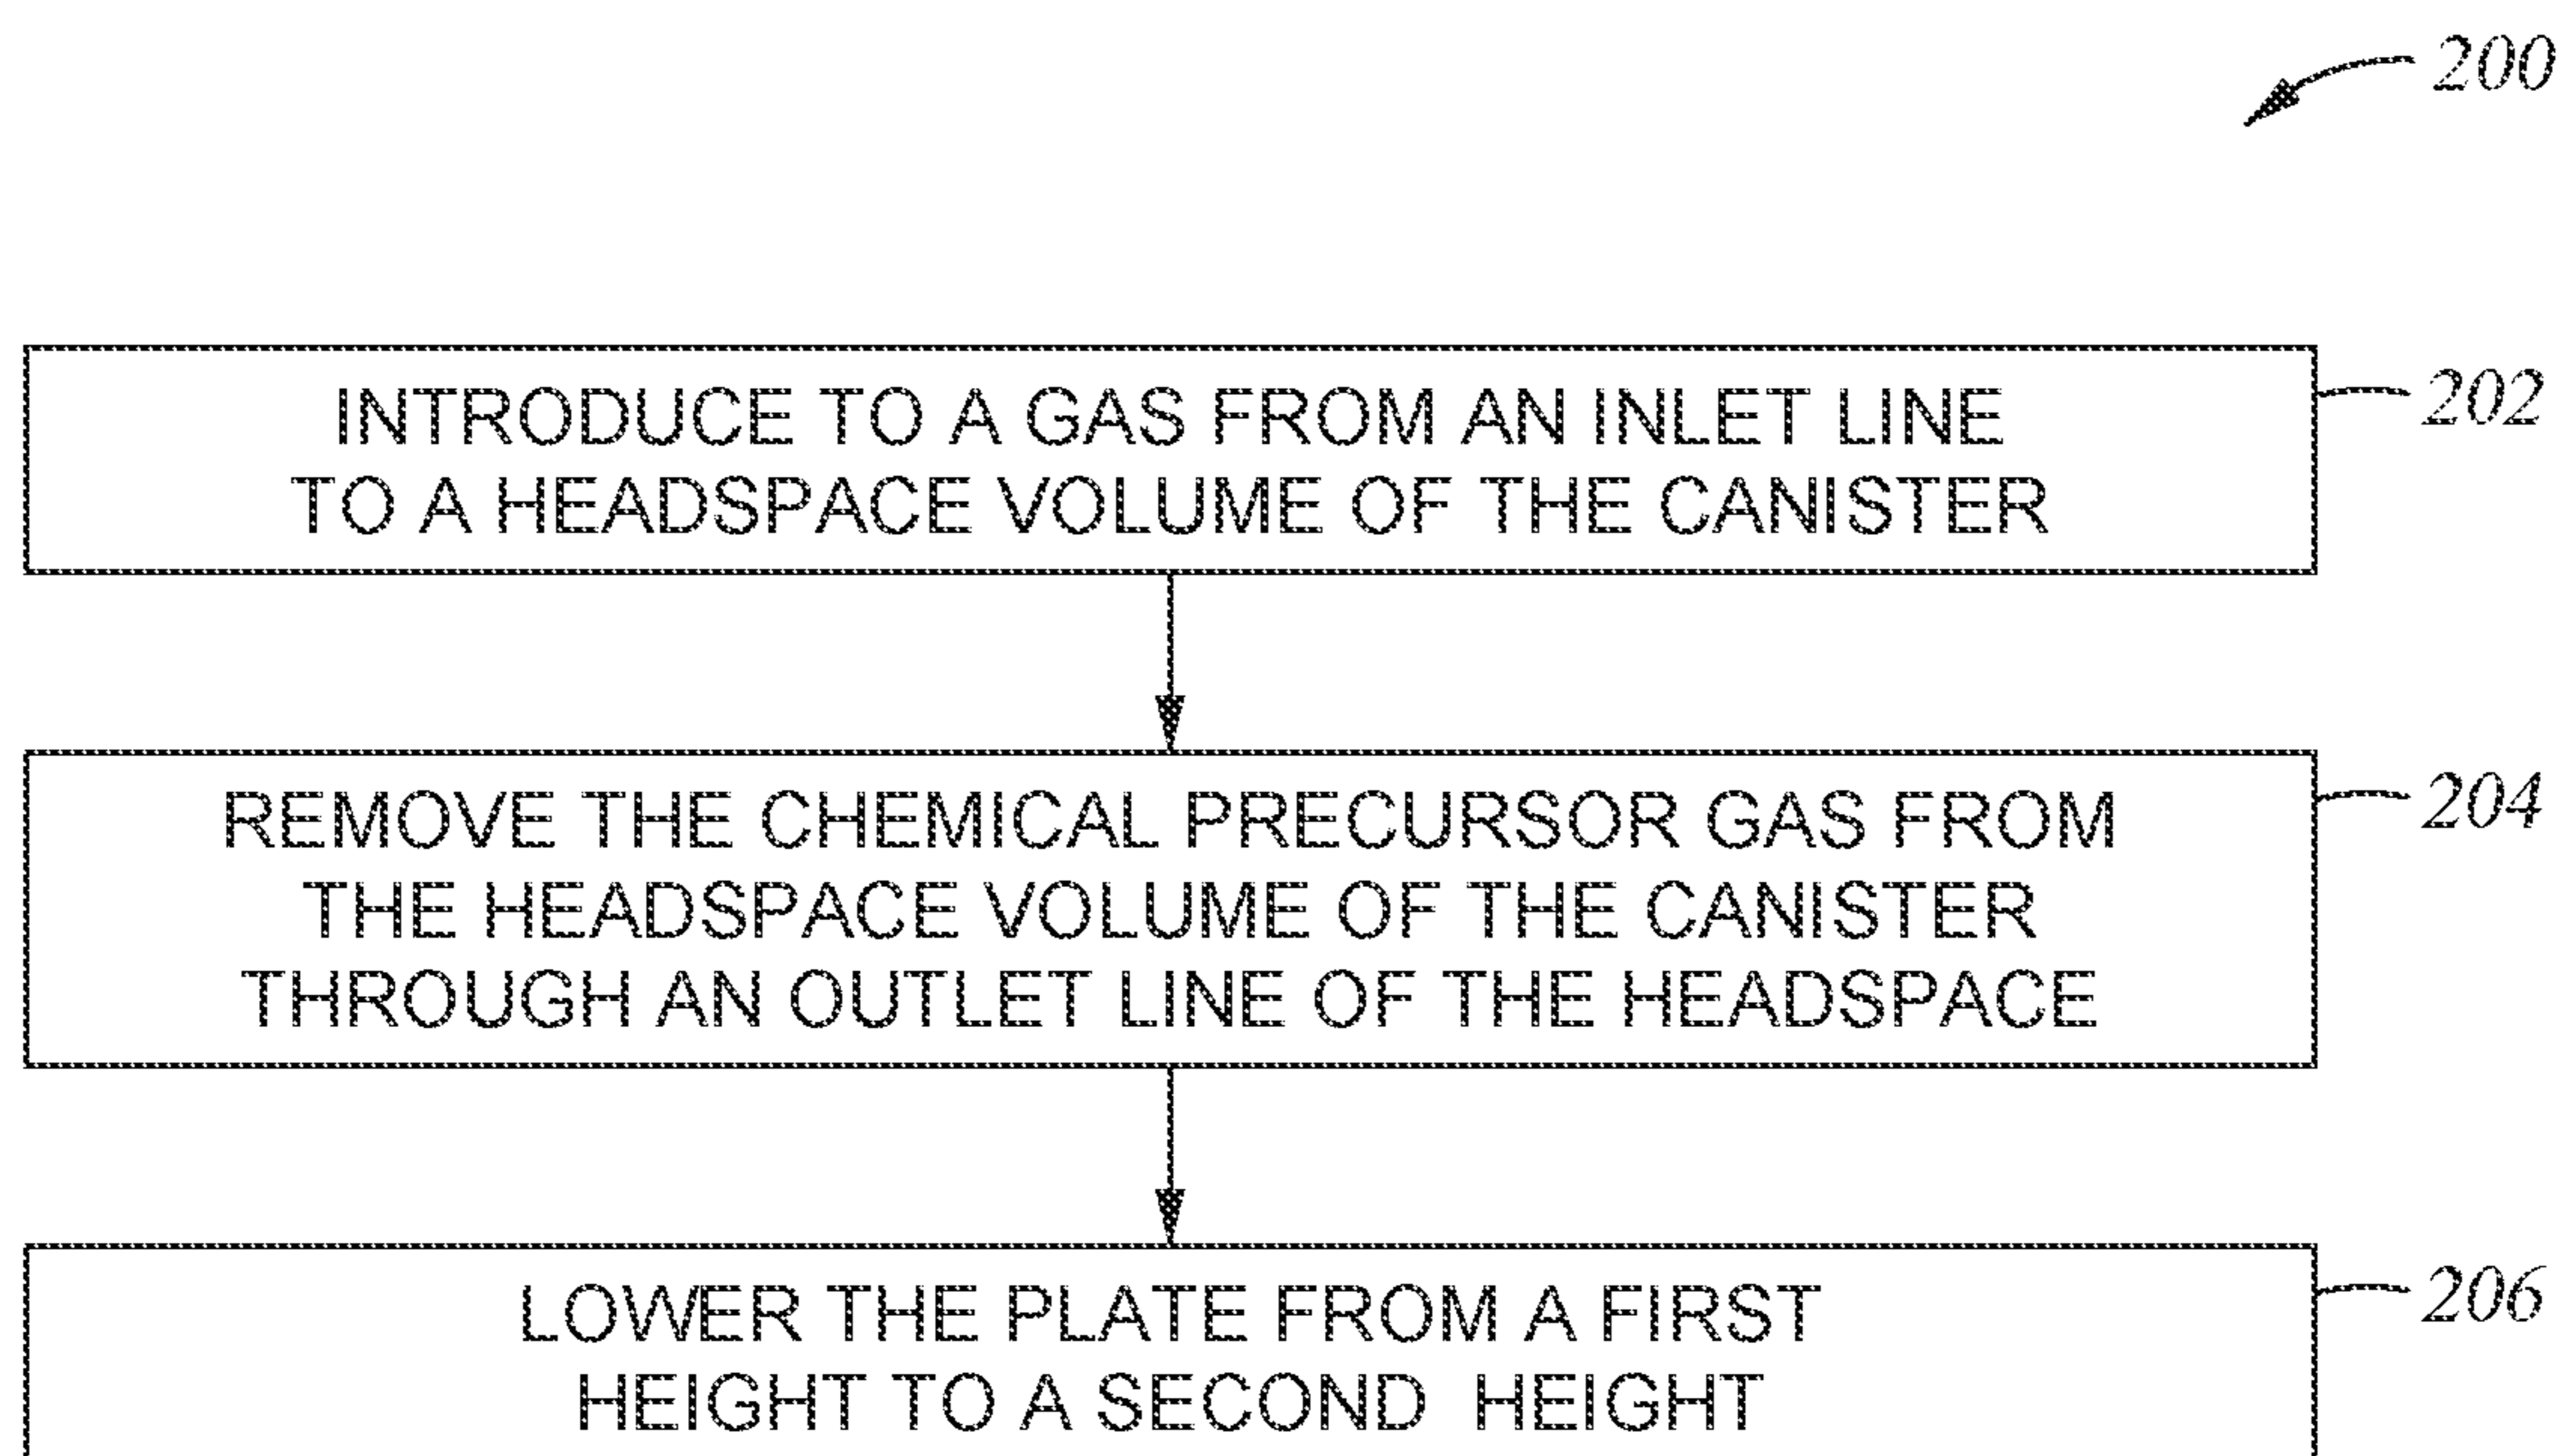 200
INTRODUCE TO A GAS FROM AN INLET LINE
TO A HEADSPACE VOLUME OF THE CANISTER
202
REMOVE THE CHEMICAL PRECURSOR GAS FROM
THE HEADSPACE VOLUME OF THE CANISTER
THROUGH AN OUTLET LINE OF THE HEADSPACE
204
LOWER THE PLATE FROM A FIRST
HEIGHT TO A SECOND HEIGHT
206